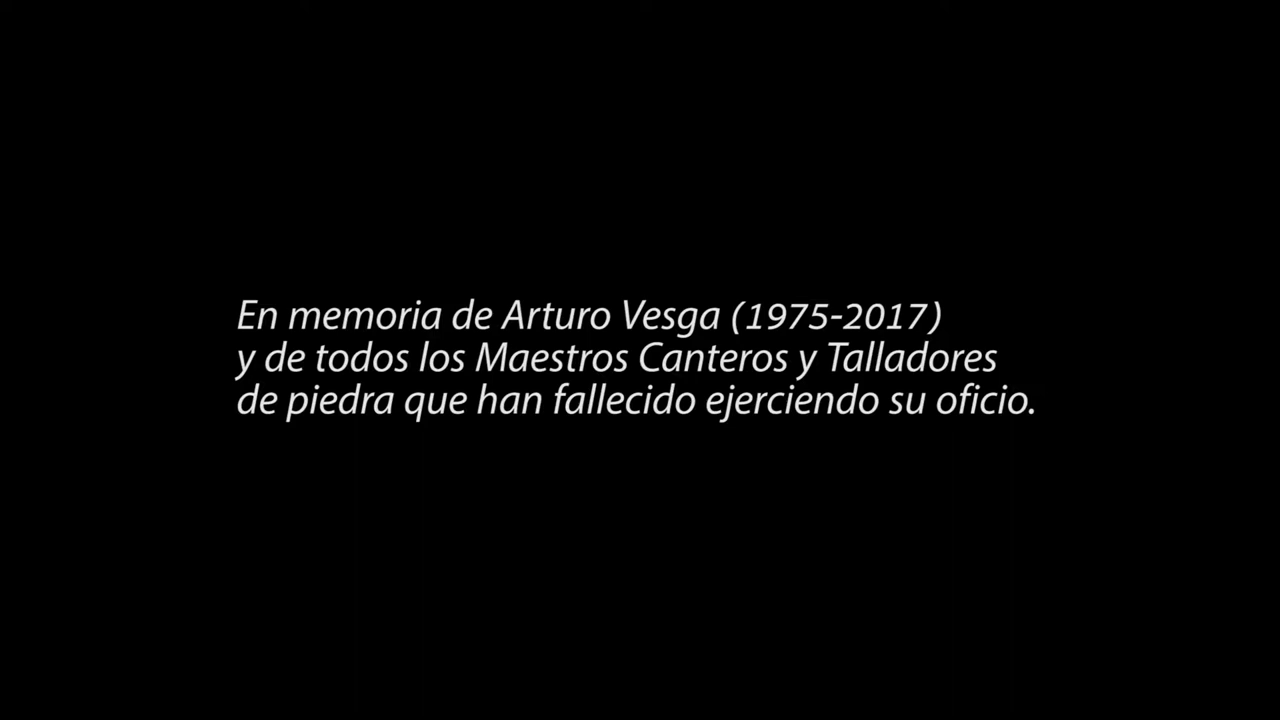 En memoria de Arturo Vesga (1975-2017)
y de todos los Maestros Canteros y Talladores
de piedra que han fallecido ejerciendo su oficio.